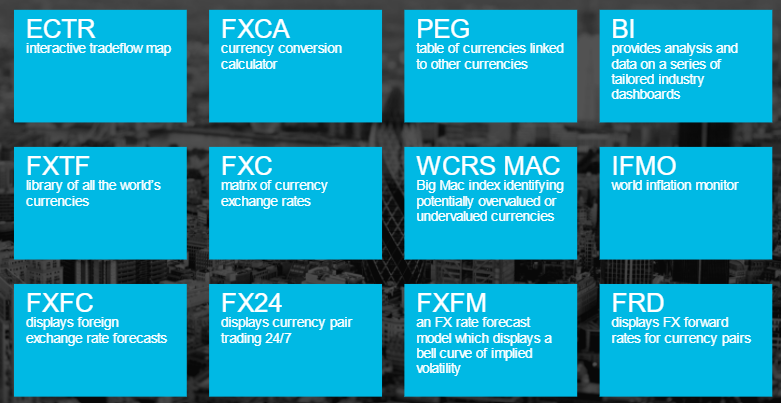 ECTR
interactive tradeflow map
FXCA
currency conversion
calculator
PEG
table of currencies linked
to other currencies
BI
provides analysis and
data on a series of
tailored industry
dashboards
FXTF
library of all the world's
currencies
FXC
matrix of currency
exchange rates
WCRS MAC
Big Mac index identifying
potentially overvalued or
undervalued currencies
IFMO
world inflation monitor
FXFC
displays foreign
exchange rate forecasts
FX24
displays currency pair
trading 24/7
FXFM
an FX rate forecast
model which displays a
bell curve of implied
volatility
FRD
displays FX forward
rates for currency pairs